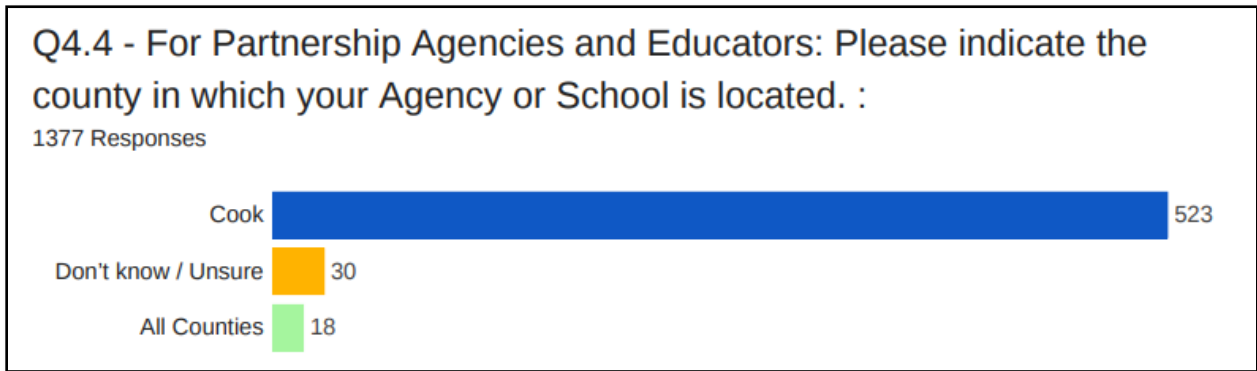 Q4.4 - For Partnership Agencies and Educators: Please indicate the
county in which your Agency or School is located. :
1377 Responses
Cook 523
Don't know / Unsure 30
All Counties 18